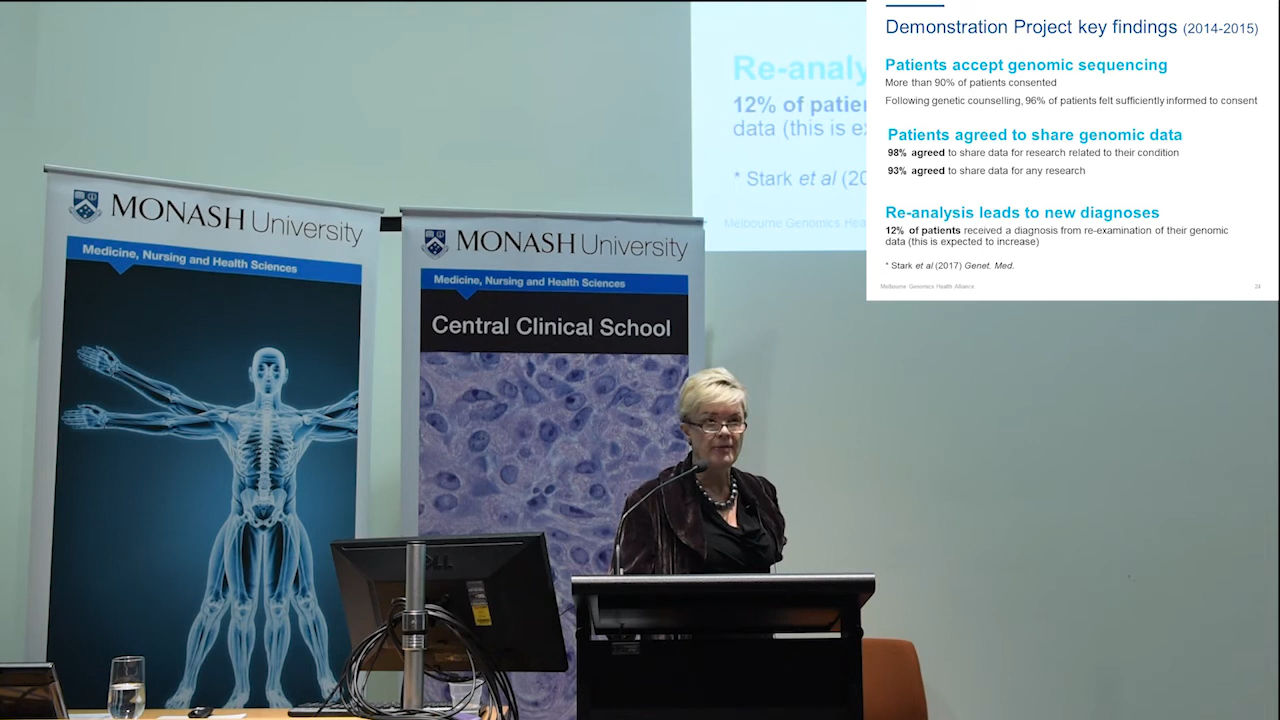 MONASH University
Medicine, Nursing and Health Sciences
MONASH University
Medicine, Nursing and Health Sciences
Central Clinical School
DELL
Re-analy
12% of patien
data (this is ex
* Stark et al (20
Melbourne Genomics Hea
Demonstration Project key findings (2014-2015)
Patients accept genomic sequencing
More than 90% of patients consented
Following genetic counselling, 96% of patients felt sufficiently informed to consent
Patients agreed to share genomic data
98% agreed to share data for research related to their condition
93% agreed to share data for any research
Re-analysis leads to new diagnoses
12% of patients received a diagnosis from re-examination of their genomic
data (this is expected to increase)
* Stark et al (2017) Genet. Med.
Melbourne Genomics Health Alliance
24